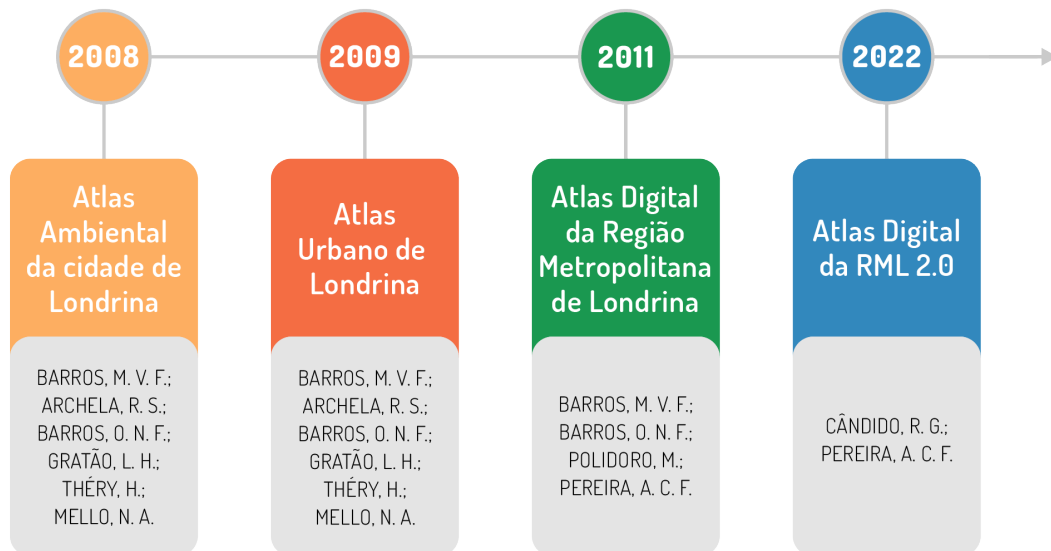 2008
2009
2011
2022
Atlas
Ambiental
da cidade de
Londrina
BARROS, M. V. F.;
ARCHELA, R. S.;
BARROS, O. N. F.;
GRATÃO, L. H.;
THÉRY, H.;
MELLO, N. A.
Atlas
Urbano de
Londrina
BARROS, M. V. F.;
ARCHELA, R. S.;
BARROS, O. N. F.;
GRATÃO, L. H.;
THÉRY, H.;
MELLO, N. A.
Atlas Digital
da Região
Metropolitana
de Londrina
BARROS, M. V. F.;
BARROS, O. N. F.;
POLIDORO, M.;
PEREIRA, A. C. F.
Atlas Digital
da RML 2.0
CÂNDIDO, R. G.;
PEREIRA, A. C. F.